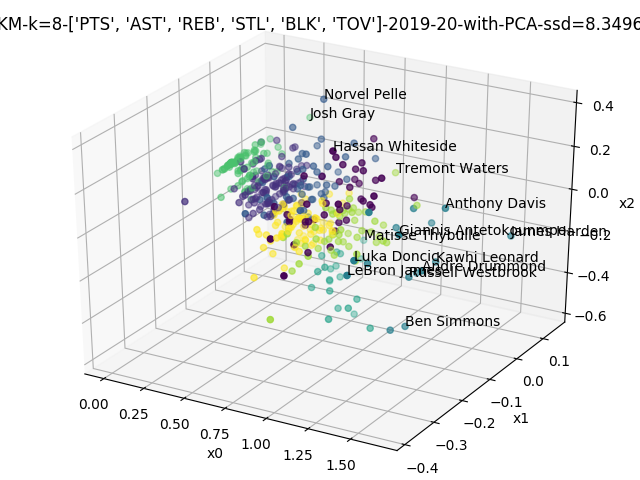 KM-k=8-['PTS', 'AST', 'REB', 'STL', 'BLK', 'TOV']-2019-20-with-PCA-ssd=8.3496
Norvel Pelle
Josh Gray
Hassan Whiteside
Tremont Waters
Anthony Davis
Giannis Antetokounmpo
James Harden
Matisse Thybulle
Luka Doncic
Kawhi Leonard
Andre Drummond
LeBron James
Russell Westbrook
Ben Simmons
0.4
0.2
0.0
−0.2
−0.4
−0.6
x2
0.1
0.0
−0.1
−0.2
−0.3
−0.4
x1
0.00
0.25
0.50
0.75
1.00
1.25
1.50
x0